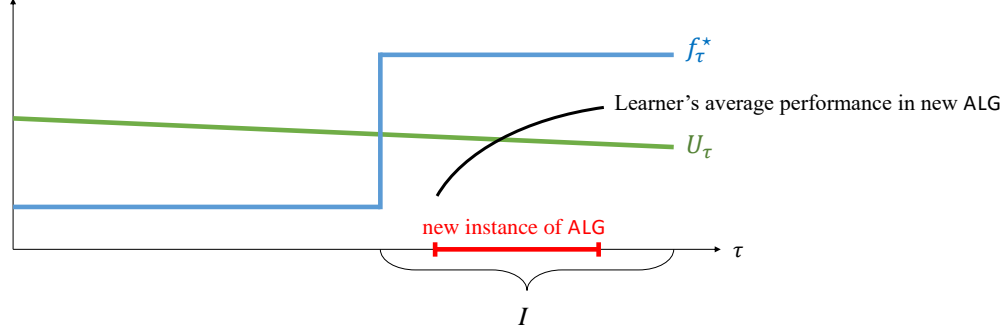 f⋆τ
Learner’s average performance in new ALG
Uτ
new instance of ALG
τ
I